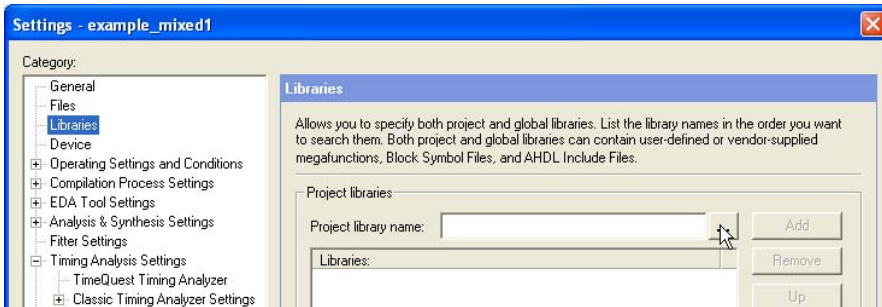 Settings - example_mixed1
Category:
General
Files
Libraries
Device
Operating Settings and Conditions
Compilation Process Settings
EDA Tool Settings
Analysis & Synthesis Settings
Fitter Settings
Timing Analysis Settings
TimeQuest Timing Analyzer
Classic Timing Analyzer Settings
Libraries
Allows you to specify both project and global libraries. List the library names in the order you want
to search them. Both project and global libraries can contain user-defined or vendor-supplied
megafunctions, Block Symbol Files, and AHDL Include Files.
Project libraries
Project library name:
Add
Libraries:
Remove
Up